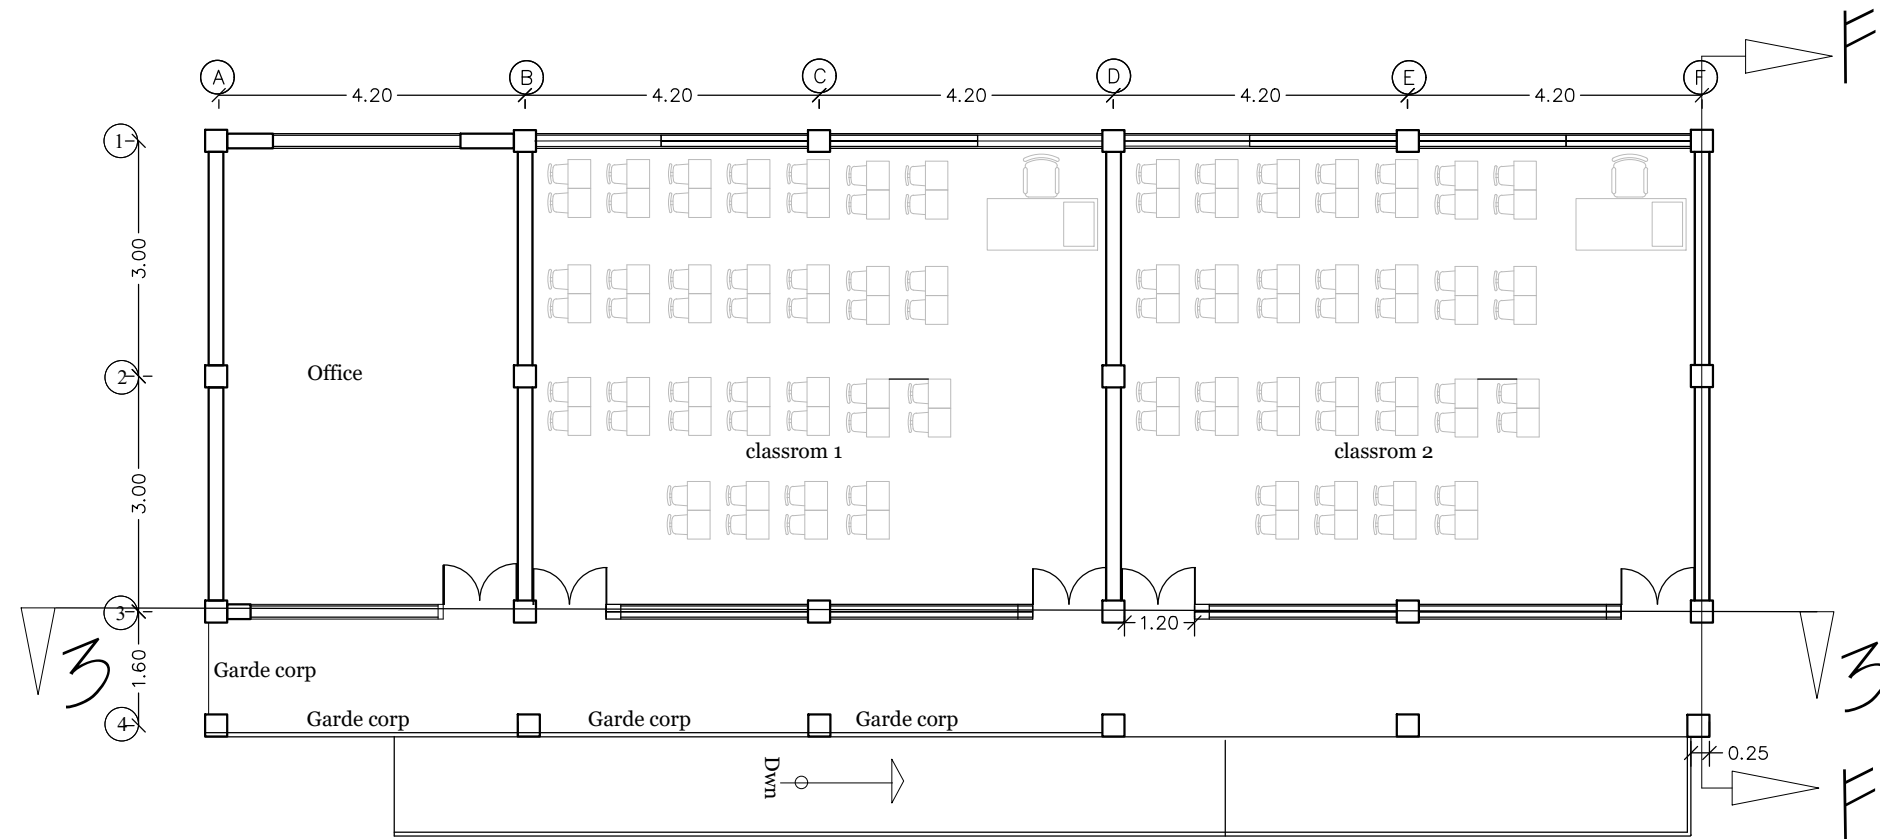 A B C D E F
4.20 4.20 4.20 4.20 4.20
1
3.00
2
Office
classrom 1 classrom 2
3.00
3
1.20
3 3
1.60
Garde corp
4
Garde corp Garde corp Garde corp
0.25
Dwn